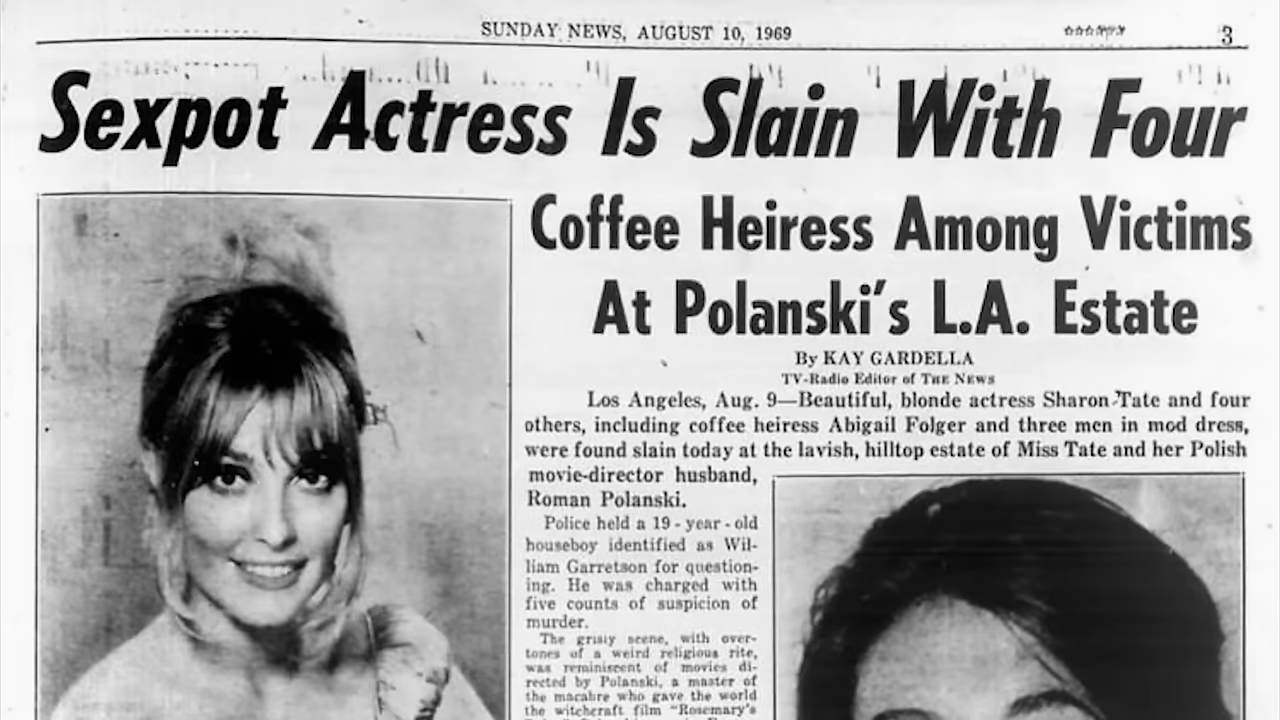 SUNDAY NEWS, AUGUST 10, 1969
3
Sexpot Actress Is Slain With Four
Coffee Heiress Among Victims
At Polanski's L.A. Estate
By KAY GARDELLA
TV-Radio Editor of THE NEWS
Los Angeles, Aug. 9—Beautiful, blonde actress Sharon Tate and four
others, including coffee heiress Abigail Folger and three men in mod dress,
were found slain today at the lavish, hilltop estate of Miss Tate and her Polish
movie-director husband,
Roman Polanski.
Police held a 19-year-old
houseboy identified as Wil-
liam Garretson for question-
ing. He was charged with
five counts of suspicion of
murder.
The grisly scene, with over-
tones of a weird religious rite,
was reminiscent of movies di-
rected by Polanski, a master of
the macabre who gave the world
the witchcraft film "Rosemary's